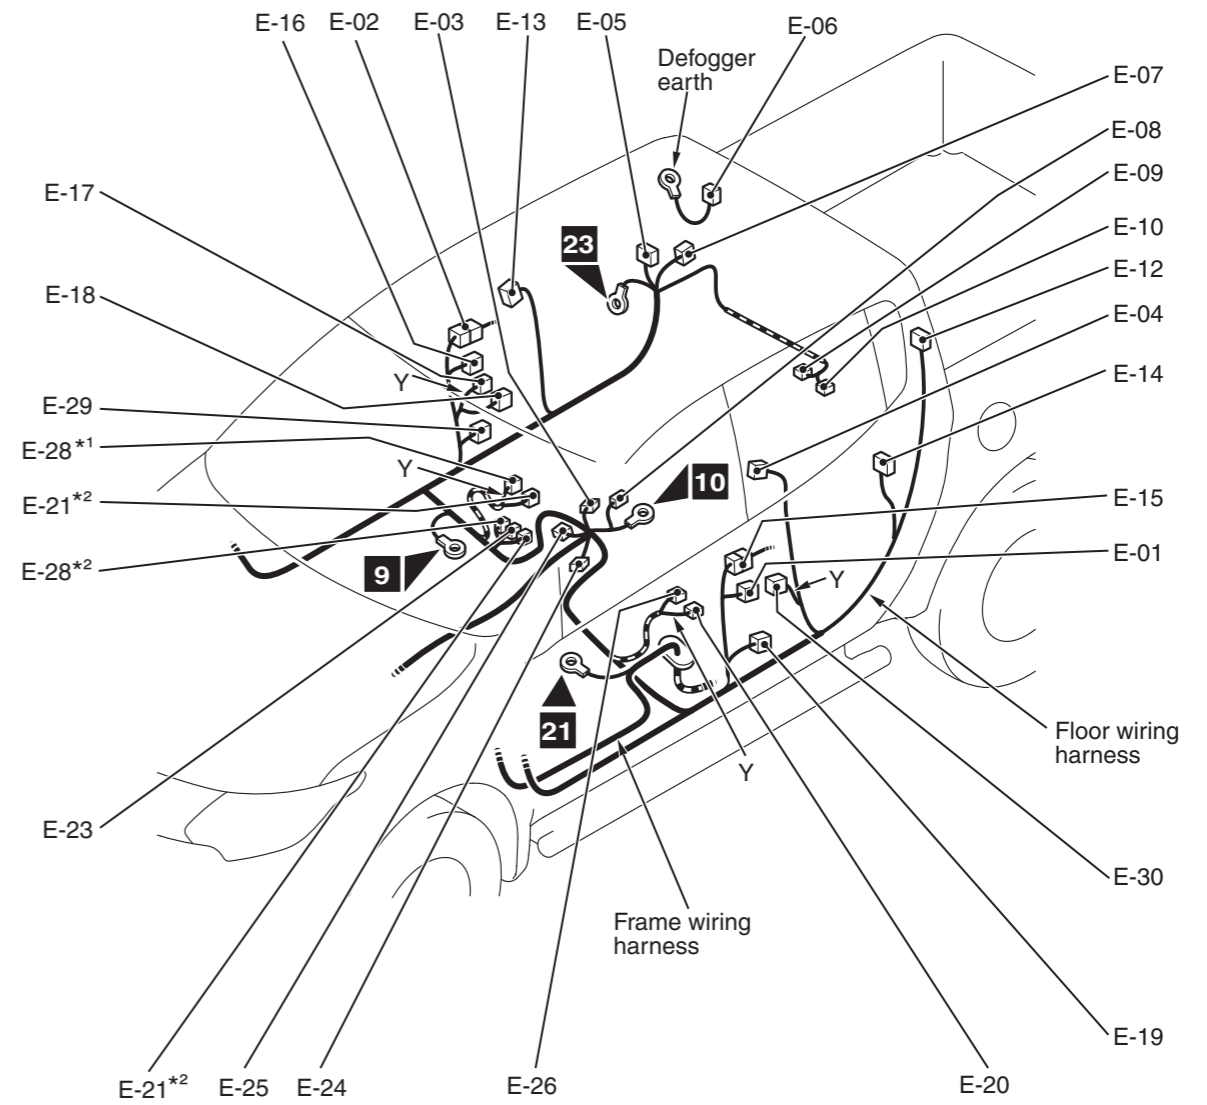 E-16 E-02 E-03 E-13 E-05 E-06
Defogger
earth
E-07
E-08
E-09
E-17
E-10
23
E-12
E-18
E-04
Y
E-14
E-29
E-28*1
Y
10
E-21*2
E-15
E-28*2
9
E-01
Y
21
Floor wiring
harness
Y
E-23
E-30
Frame wiring
harness
E-19
E-21*2 E-25 E-24 E-26 E-20